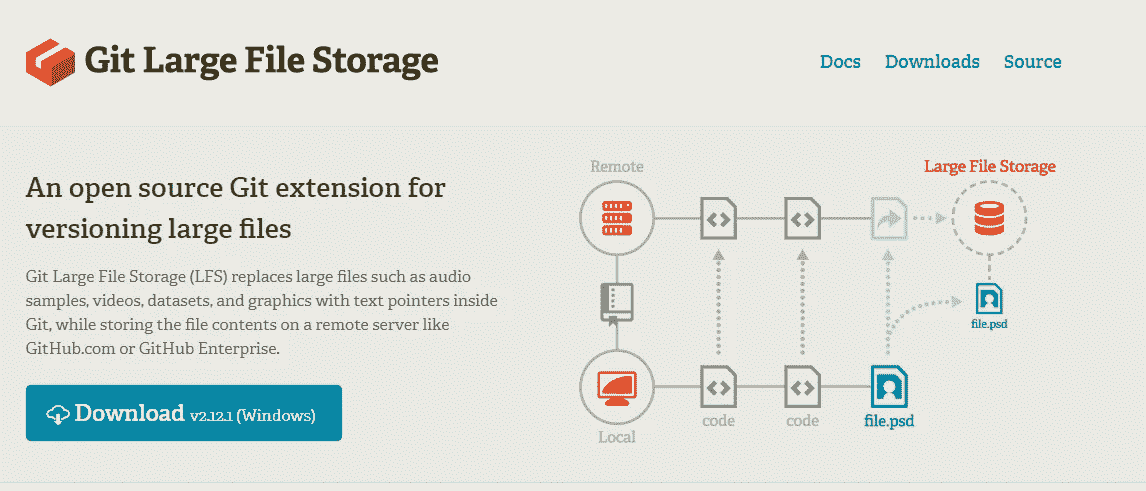 Git Large File Storage
Docs Downloads Source
An open source Git extension for
versioning large files
Git Large File Storage (LFS) replaces large files such as audio
samples, videos, datasets, and graphics with text pointers inside
Git, while storing the file contents on a remote server like
GitHub.com or GitHub Enterprise.
Download v2.12.1 (Windows)
Remote
Large File Storage
file.psd
code
code
file.psd
Local